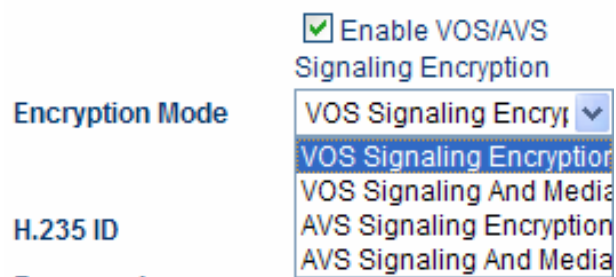 Enable VOS/AVS
Signaling Encryption
Encryption Mode
VOS Signaling Encryp
VOS Signaling Encryption
VOS Signaling And Media
AVS Signaling Encryption
H.235 ID
AVS Signaling And Media